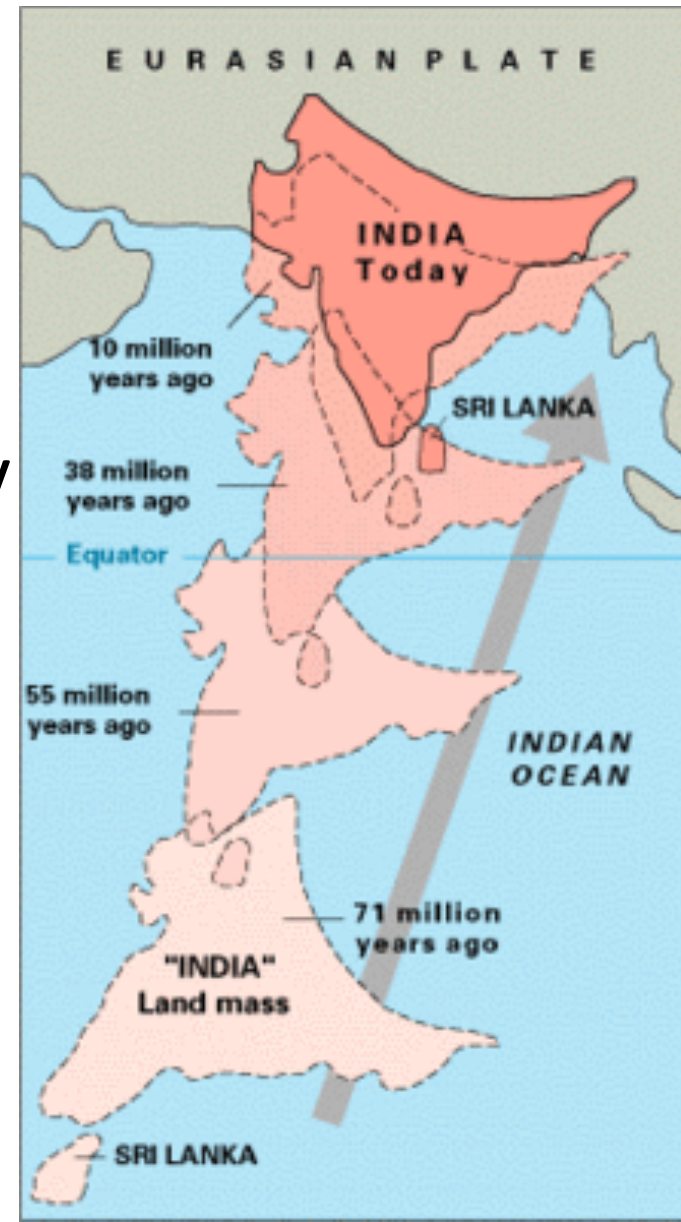 EURASIAN PLATE
INDIA
Today
10 million
years ago
SRI LANKA
y
38 million
years ago
Equator
55 million
years ago
INDIAN
OCEAN
71 million
years ago
"INDIA"
Land mass
SRI LANKA